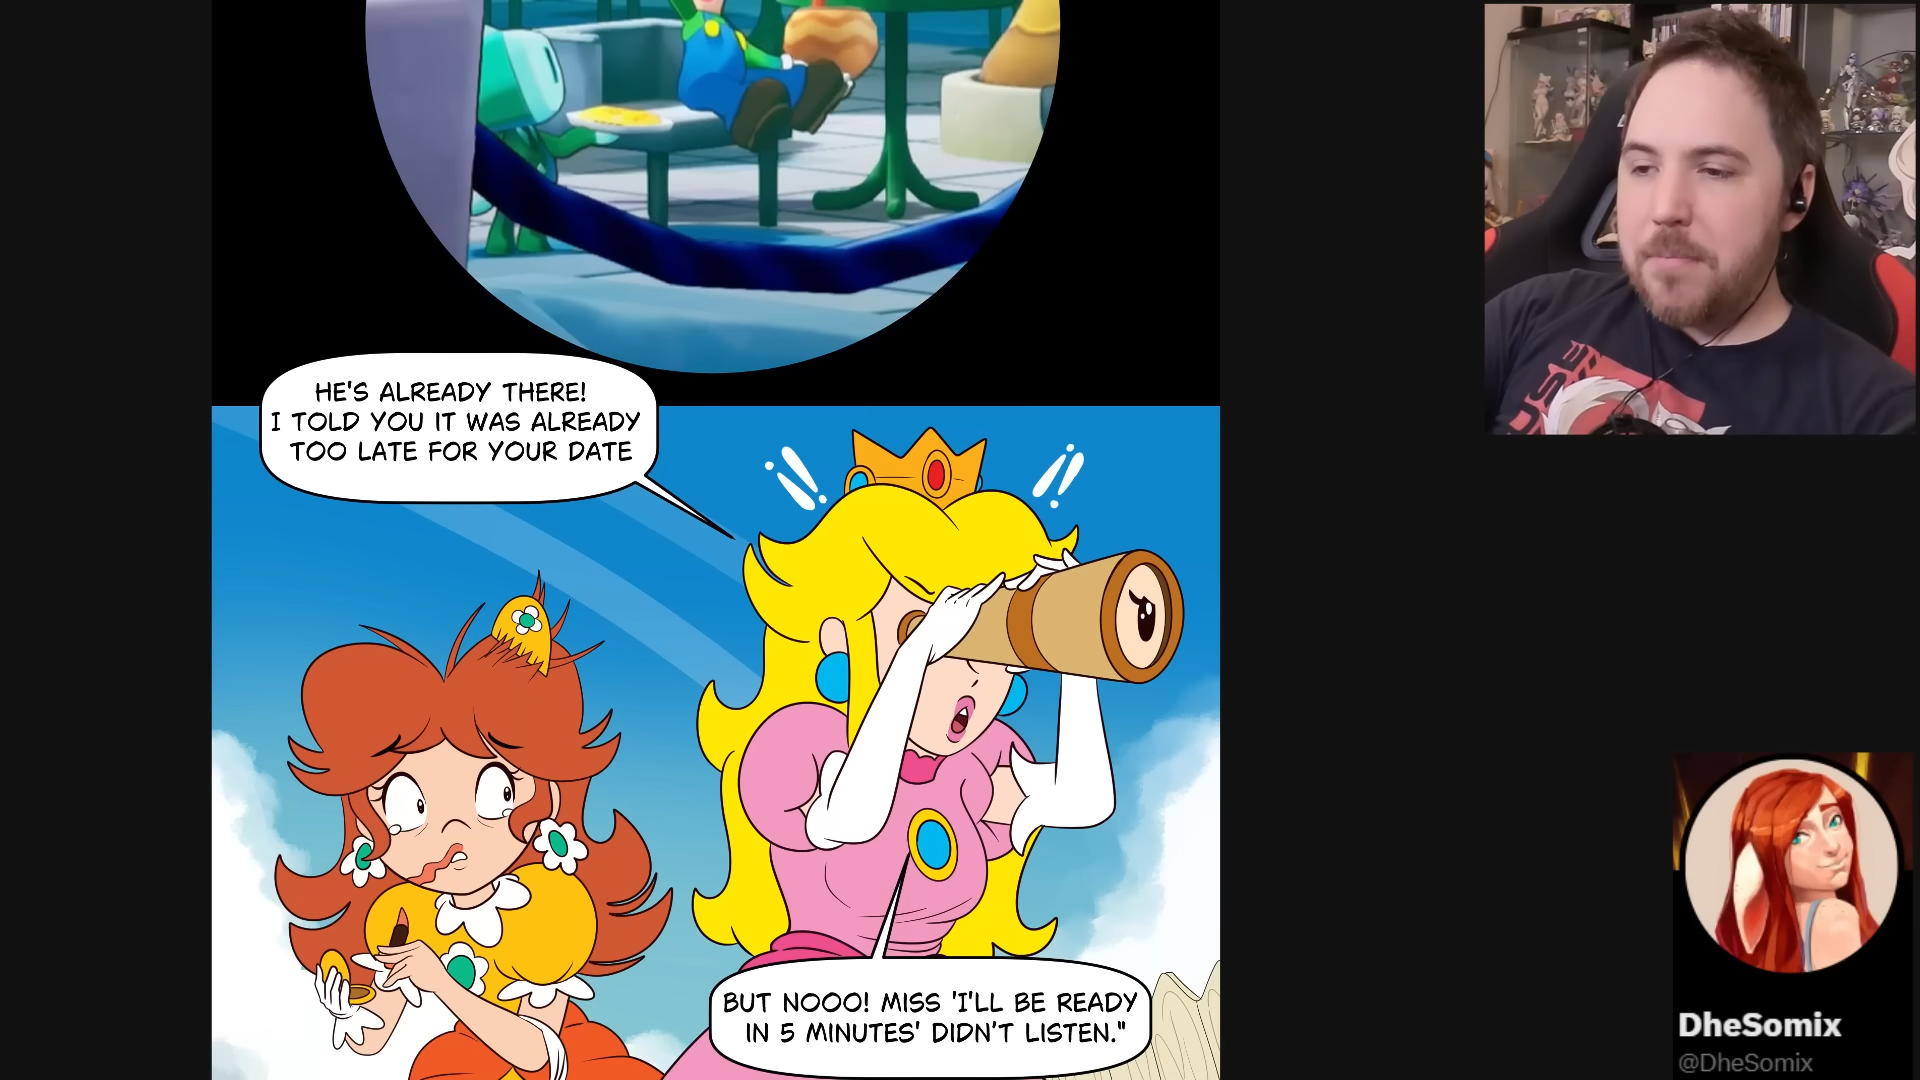 HE'S ALREADY THERE!
I TOLD YOU IT WAS ALREADY
TOO LATE FOR YOUR DATE
BUT NOOO! MISS 'I'LL BE READY
IN 5 MINUTES' DIDN'T LISTEN."
DheSomix
@DheSomix